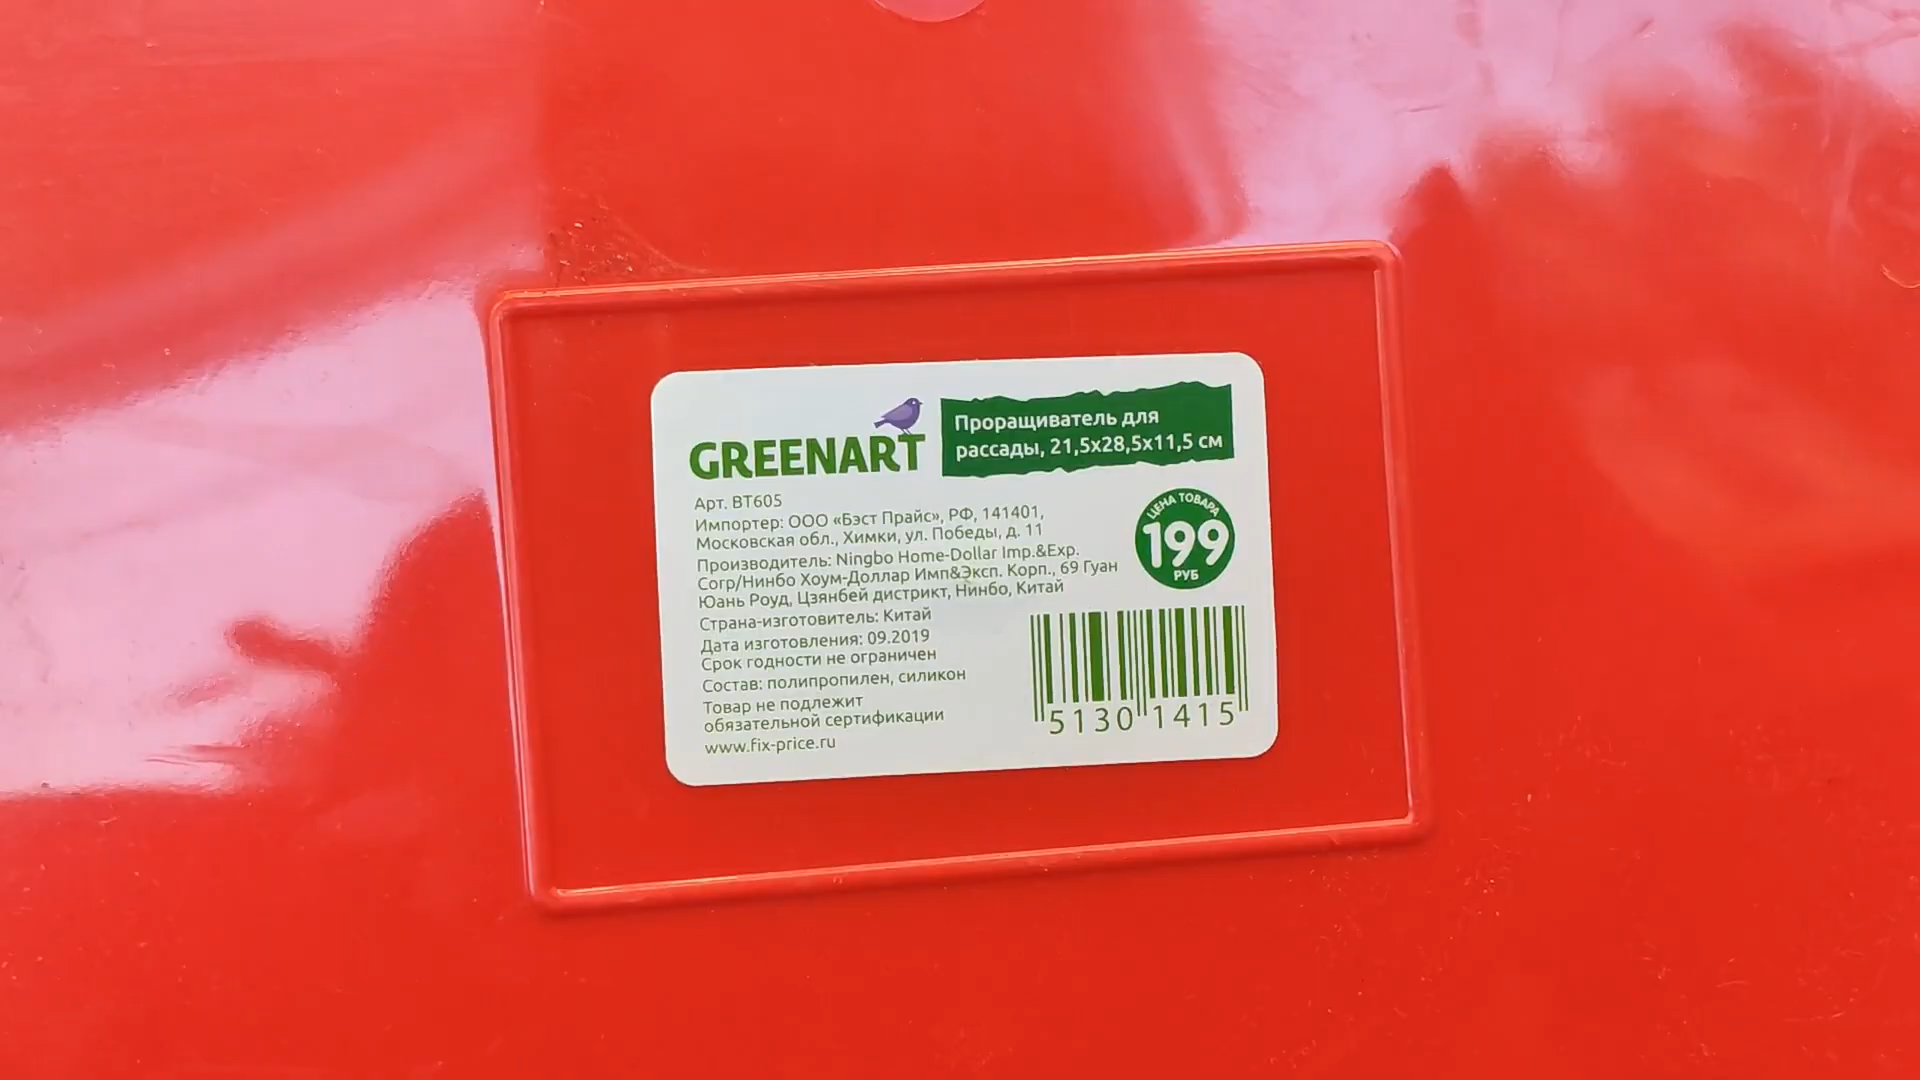 GREENART
Проращиватель для
рассады, 21,5x28,5x11,5 см
Арт. BT605
Импортер: ООО «Бэст Прайс», РФ, 141401,
Московская обл., Химки, ул. Победы, д. 11
Производитель: Ningbo Home-Dollar Imp.&Exp.
Corp/Нинбо Хоум-Доллар Имп&Эксп. Корп., 69 Гуан
Юань Роуд, Цзянбей дистрикт, Нинбо, Китай
Страна-изготовитель: Китай
Дата изготовления: 09.2019
Срок годности не ограничен
Состав: полипропилен, силикон
Товар не подлежит
обязательной сертификации
www.fix-price.ru
ЦЕНА ТОВАРА
199
РУБ
5130 1415